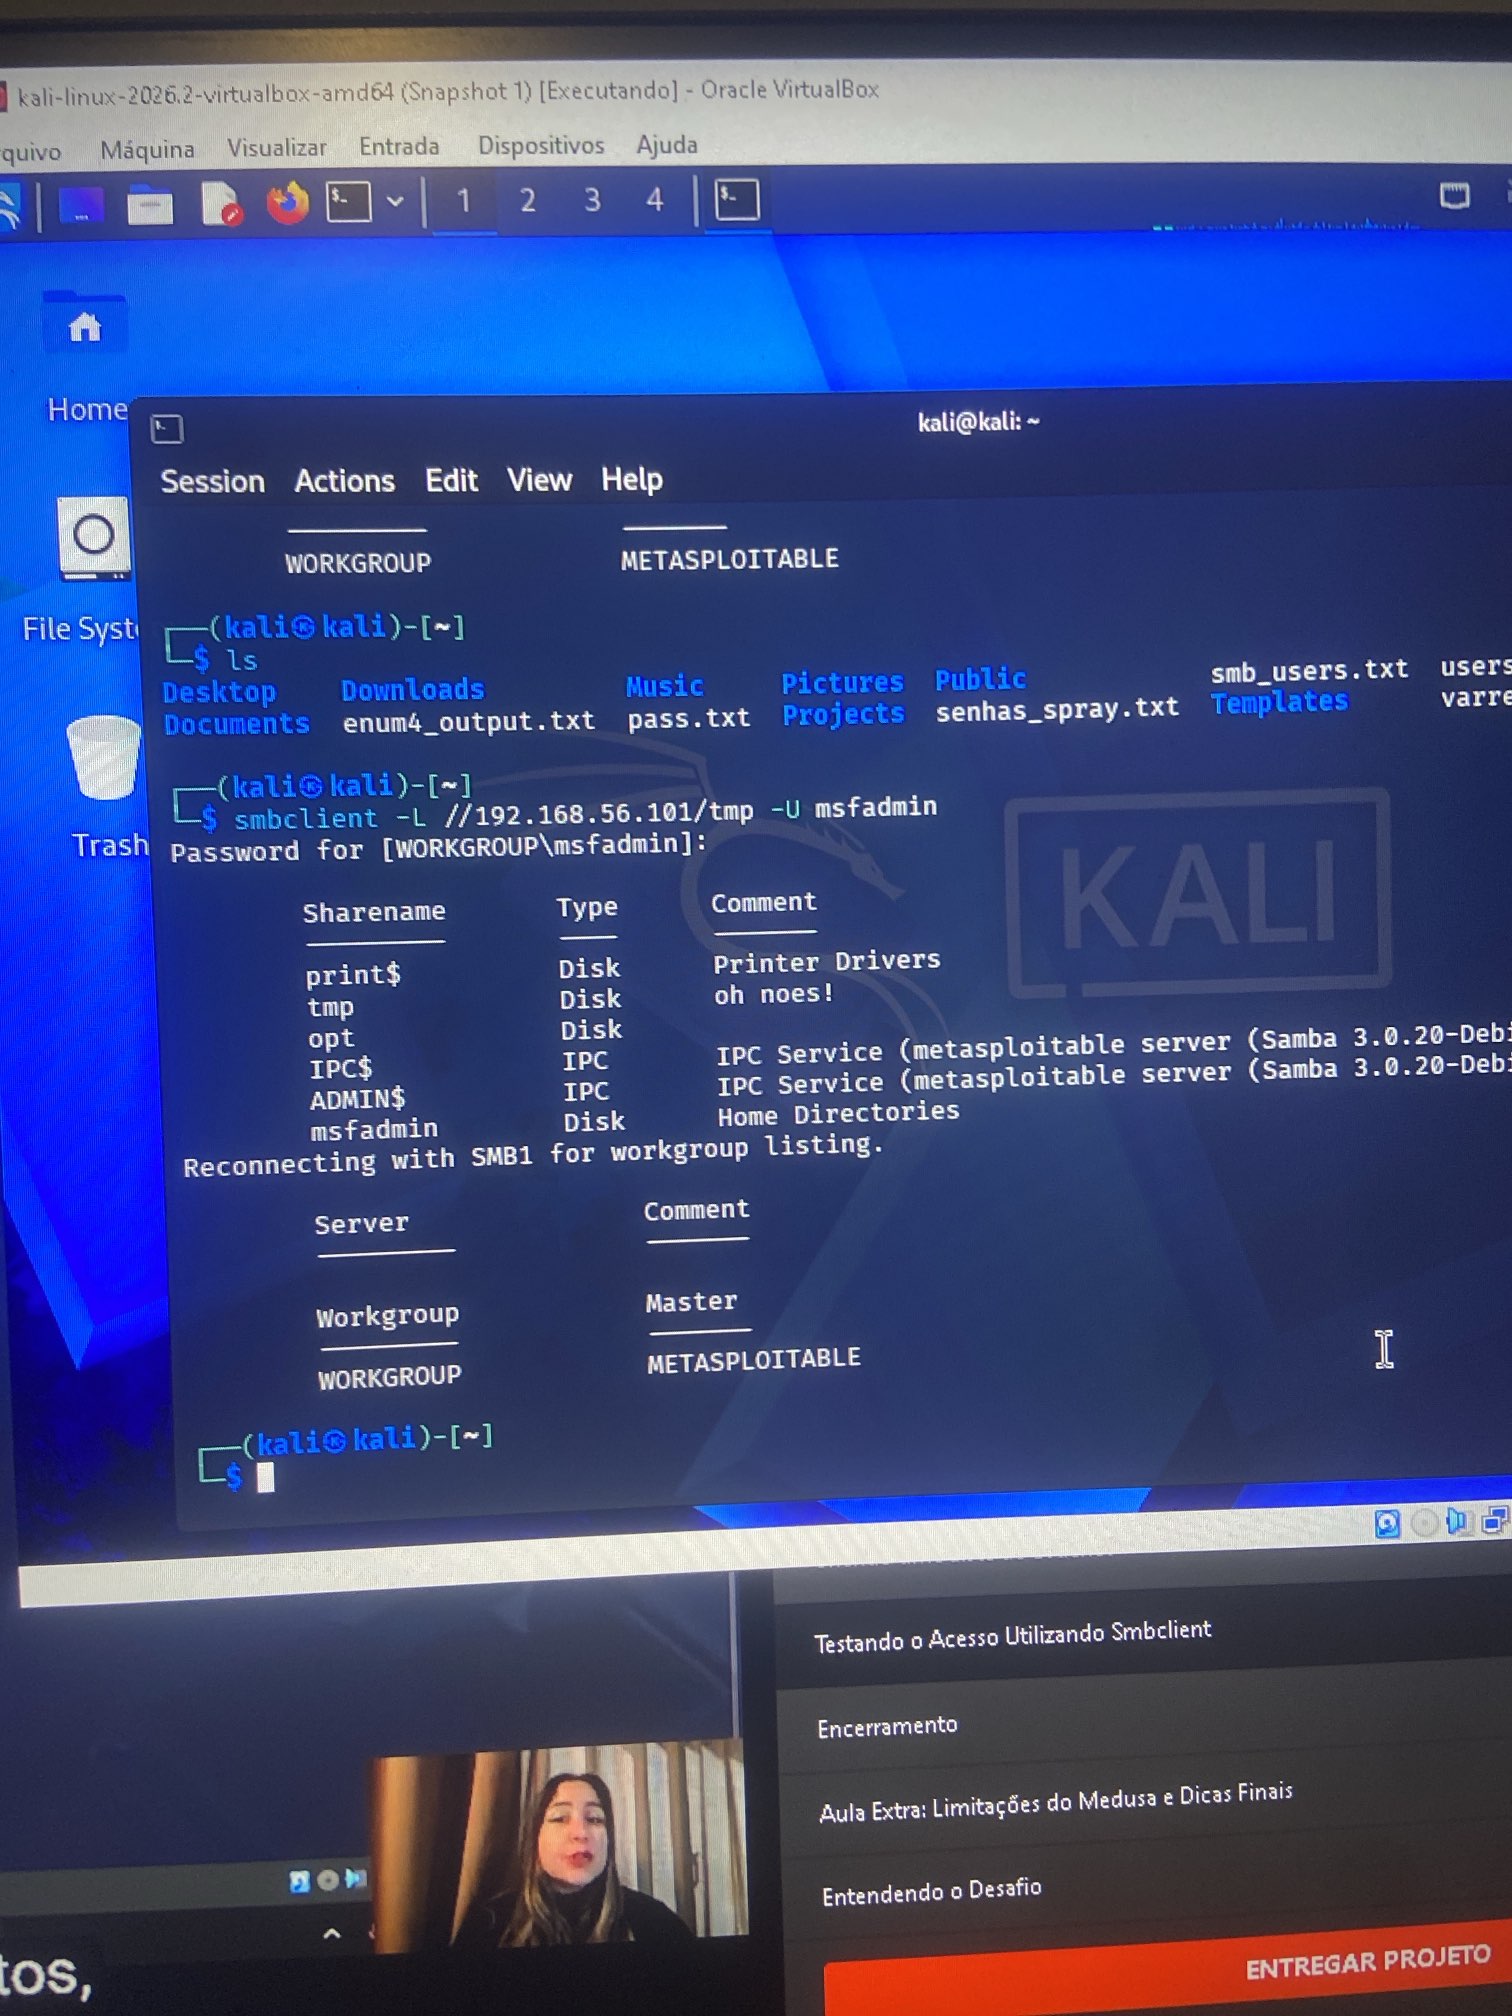 kali-linux-2026.2-virtualbox-amd64 (Snapshot 1) [Executando] - Oracle VirtualBox
quivo Máquina Visualizar Entrada Dispositivos Ajuda
1 2 3 4
Home
File Syst
Trash
kali@kali: ~
Session Actions Edit View Help
WORKGROUP METASPLOITABLE
(kali㉿kali)-[~]
$ ls
Desktop Downloads Music Pictures Public smb_users.txt users
Documents enum4_output.txt pass.txt Projects senhas_spray.txt Templates varre
(kali㉿kali)-[~]
$ smbclient -L //192.168.56.101/tmp -U msfadmin
Password for [WORKGROUP\msfadmin]:
Sharename Type Comment
print$ Disk Printer Drivers
tmp Disk oh noes!
opt Disk
IPC$ IPC IPC Service (metasploitable server (Samba 3.0.20-Debi
ADMIN$ IPC IPC Service (metasploitable server (Samba 3.0.20-Debi
msfadmin Disk Home Directories
Reconnecting with SMB1 for workgroup listing.
Server Comment
Workgroup Master
WORKGROUP METASPLOITABLE
(kali㉿kali)-[~]
$
KALI
Testando o Acesso Utilizando Smbclient
Encerramento
Aula Extra: Limitações do Medusa e Dicas Finais
Entendendo o Desafio
ENTREGAR PROJETO
tos,